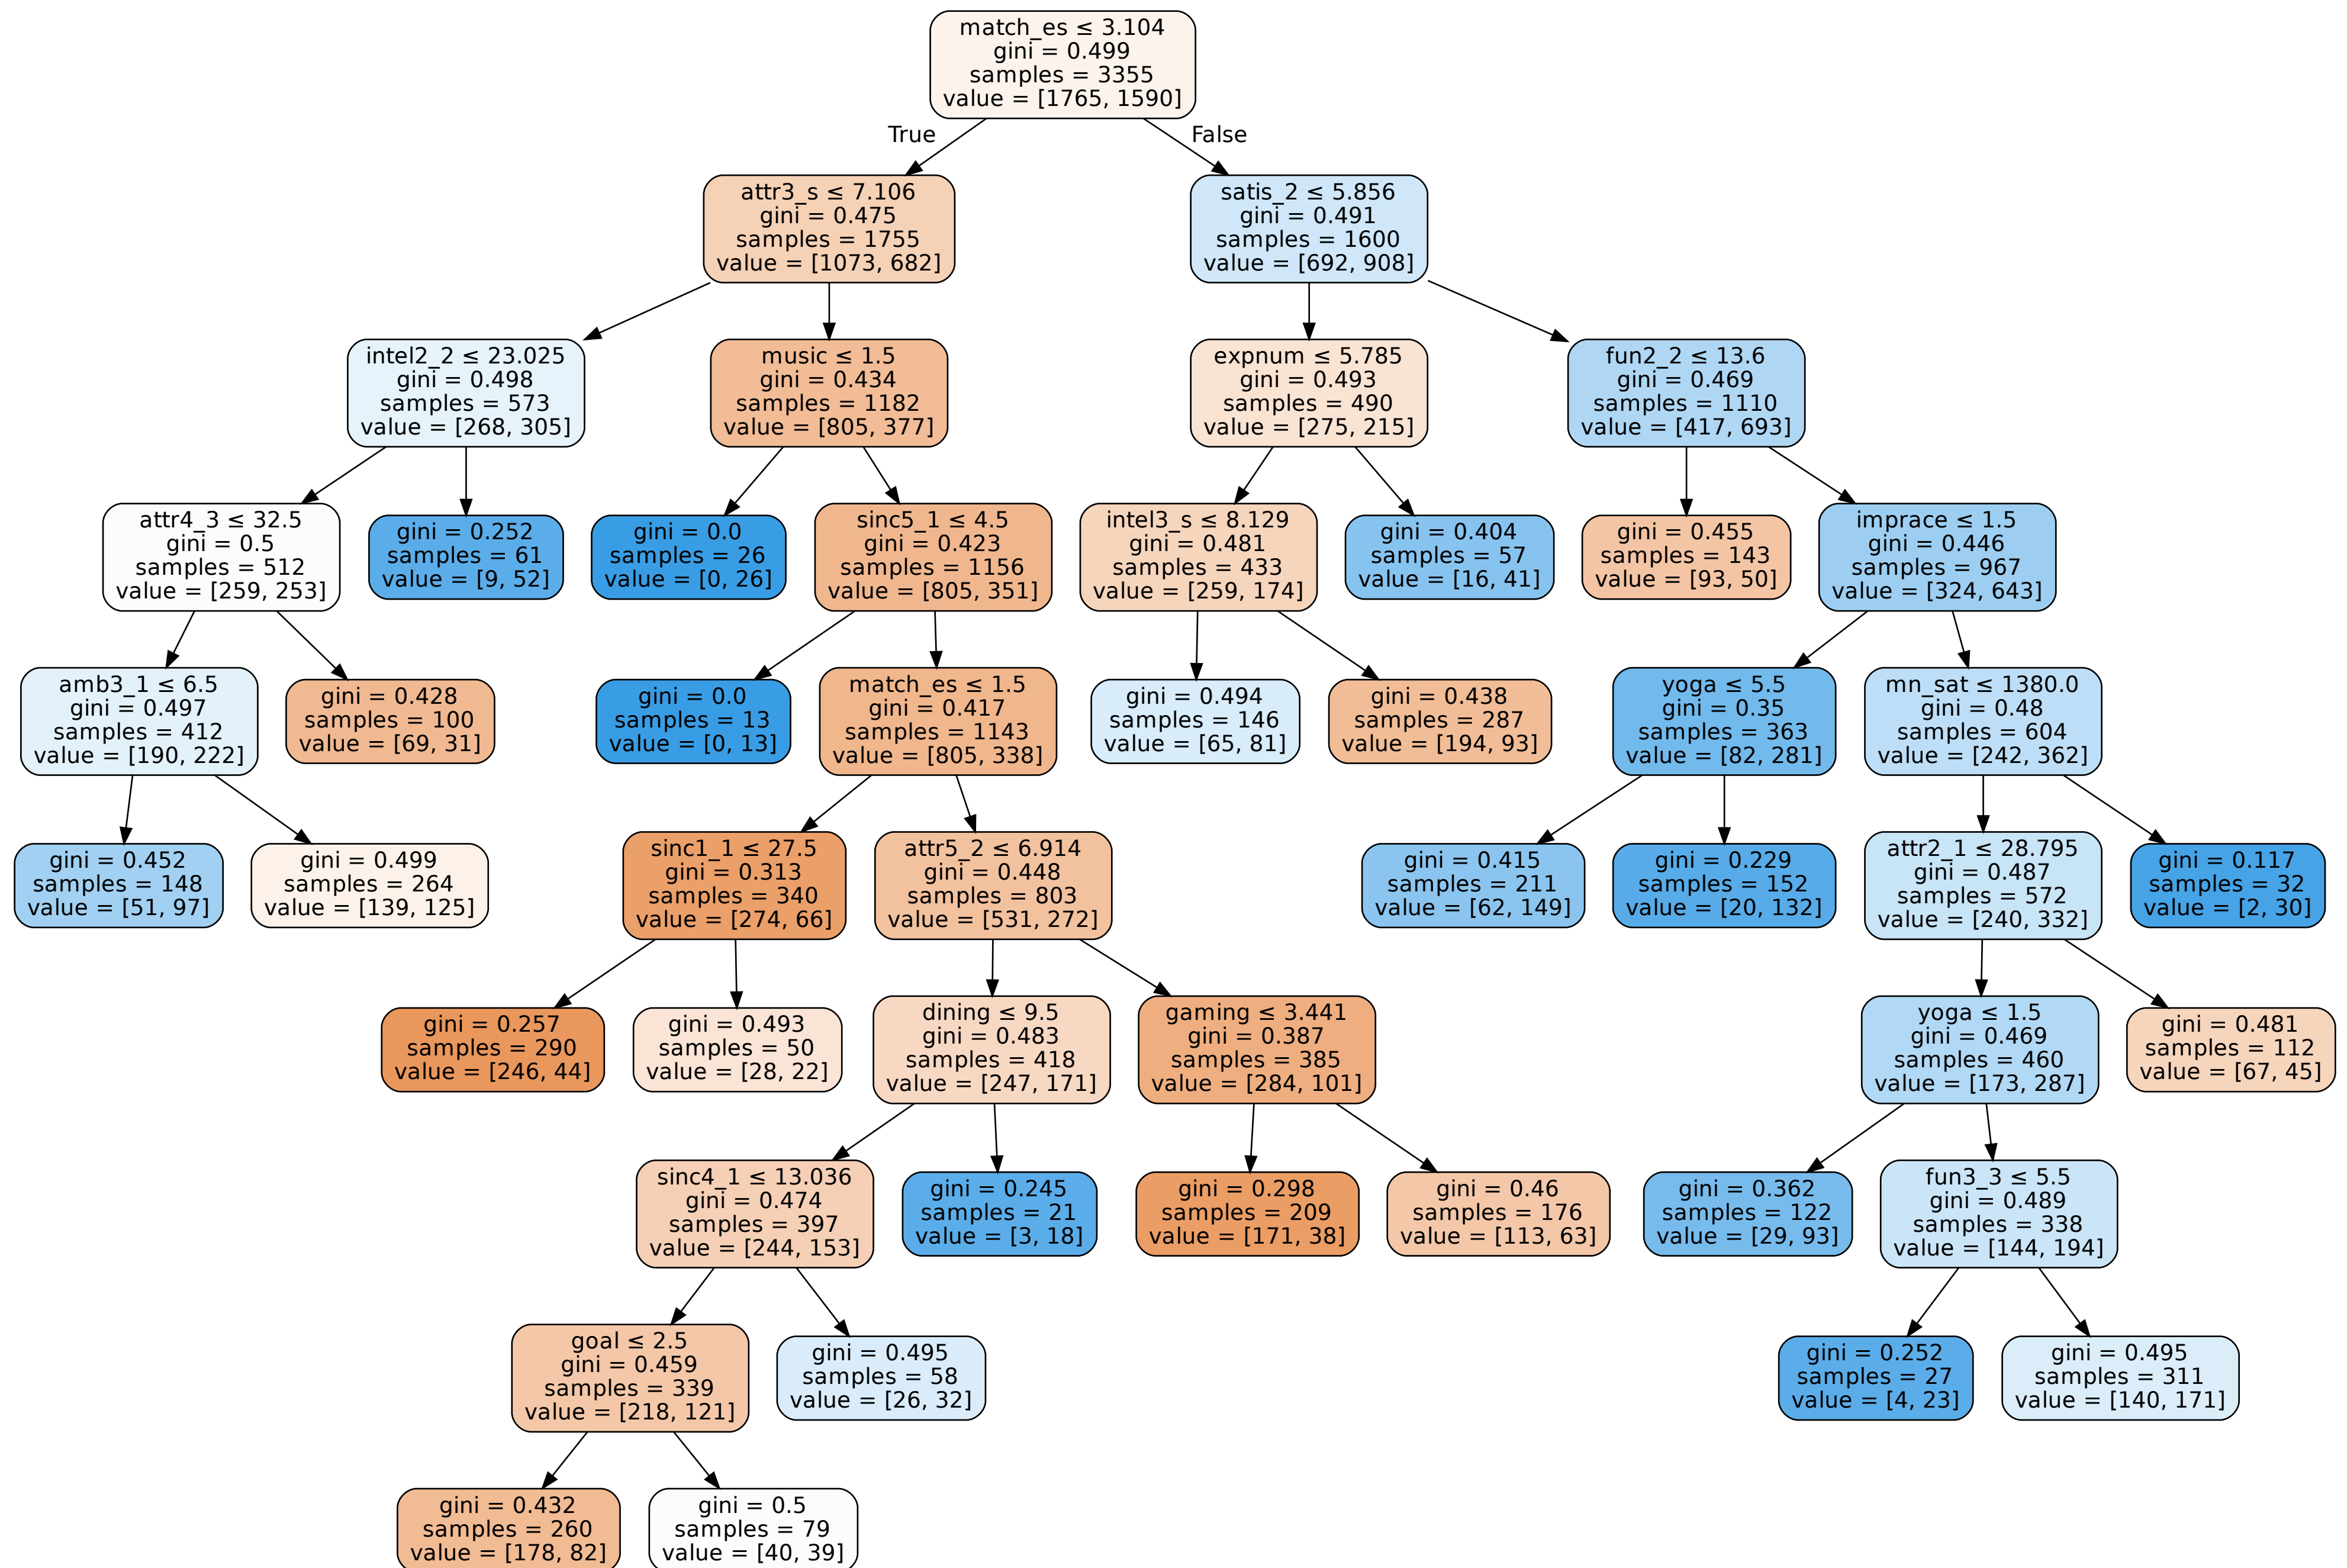 match_es ≤ 3.104
gini = 0.499
samples = 3355
value = [1765, 1590]
True
False
attr3_s ≤ 7.106
gini = 0.475
samples = 1755
value = [1073, 682]
satis_2 ≤ 5.856
gini = 0.491
samples = 1600
value = [692, 908]
intel2_2 ≤ 23.025
gini = 0.498
samples = 573
value = [268, 305]
music ≤ 1.5
gini = 0.434
samples = 1182
value = [805, 377]
expnum ≤ 5.785
gini = 0.493
samples = 490
value = [275, 215]
fun2_2 ≤ 13.6
gini = 0.469
samples = 1110
value = [417, 693]
attr4_3 ≤ 32.5
gini = 0.5
samples = 512
value = [259, 253]
gini = 0.252
samples = 61
value = [9, 52]
gini = 0.0
samples = 26
value = [0, 26]
sinc5_1 ≤ 4.5
gini = 0.423
samples = 1156
value = [805, 351]
intel3_s ≤ 8.129
gini = 0.481
samples = 433
value = [259, 174]
gini = 0.404
samples = 57
value = [16, 41]
gini = 0.455
samples = 143
value = [93, 50]
imprace ≤ 1.5
gini = 0.446
samples = 967
value = [324, 643]
amb3_1 ≤ 6.5
gini = 0.497
samples = 412
value = [190, 222]
gini = 0.428
samples = 100
value = [69, 31]
gini = 0.0
samples = 13
value = [0, 13]
match_es ≤ 1.5
gini = 0.417
samples = 1143
value = [805, 338]
gini = 0.494
samples = 146
value = [65, 81]
gini = 0.438
samples = 287
value = [194, 93]
yoga ≤ 5.5
gini = 0.35
samples = 363
value = [82, 281]
mn_sat ≤ 1380.0
gini = 0.48
samples = 604
value = [242, 362]
gini = 0.452
samples = 148
value = [51, 97]
gini = 0.499
samples = 264
value = [139, 125]
sinc1_1 ≤ 27.5
gini = 0.313
samples = 340
value = [274, 66]
attr5_2 ≤ 6.914
gini = 0.448
samples = 803
value = [531, 272]
gini = 0.415
samples = 211
value = [62, 149]
gini = 0.229
samples = 152
value = [20, 132]
attr2_1 ≤ 28.795
gini = 0.487
samples = 572
value = [240, 332]
gini = 0.117
samples = 32
value = [2, 30]
gini = 0.257
samples = 290
value = [246, 44]
gini = 0.493
samples = 50
value = [28, 22]
dining ≤ 9.5
gini = 0.483
samples = 418
value = [247, 171]
gaming ≤ 3.441
gini = 0.387
samples = 385
value = [284, 101]
yoga ≤ 1.5
gini = 0.469
samples = 460
value = [173, 287]
gini = 0.481
samples = 112
value = [67, 45]
sinc4_1 ≤ 13.036
gini = 0.474
samples = 397
value = [244, 153]
gini = 0.245
samples = 21
value = [3, 18]
gini = 0.298
samples = 209
value = [171, 38]
gini = 0.46
samples = 176
value = [113, 63]
gini = 0.362
samples = 122
value = [29, 93]
fun3_3 ≤ 5.5
gini = 0.489
samples = 338
value = [144, 194]
goal ≤ 2.5
gini = 0.459
samples = 339
value = [218, 121]
gini = 0.495
samples = 58
value = [26, 32]
gini = 0.252
samples = 27
value = [4, 23]
gini = 0.495
samples = 311
value = [140, 171]
gini = 0.432
samples = 260
value = [178, 82]
gini = 0.5
samples = 79
value = [40, 39]